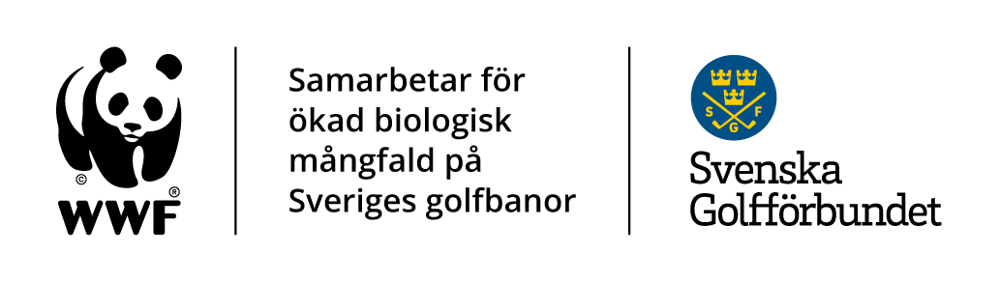 ©
®
WWF
Samarbetar för
ökad biologisk
mångfald på
Sveriges golfbanor
S G F
Svenska
Golfförbundet